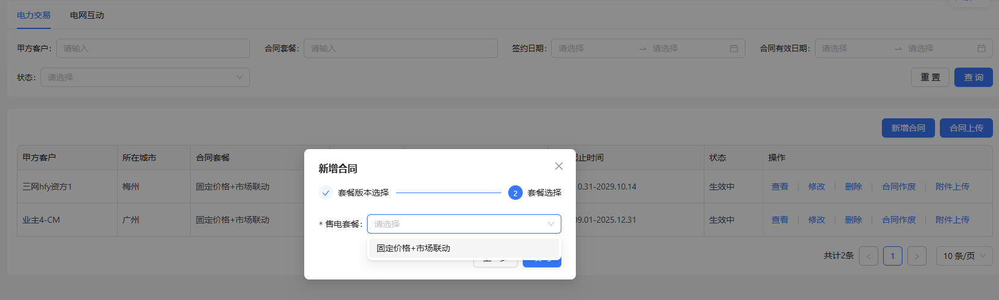 电力交易 电网互动
甲方客户: 请输入 合同套餐: 请输入 签约日期: 请选择 → 请选择 合同有效日期: 请选择 → 请选择
状态: 请选择 重 置 查 询
新增合同 合同上传
甲方客户 所在城市 合同套餐 止时间 状态 操作
三网hfy资方1 梅州 固定价格+市场联动 0.31-2029.10.14 生效中 查看 修改 删除 合同作废 附件上传
业主4-CM 广州 固定价格+市场联动 09.01-2025.12.31 生效中 查看 修改 删除 合同作废 附件上传
共计2条 < 1 > 10 条/页
新增合同
套餐版本选择 2 套餐选择
* 售电套餐: 请选择
固定价格+市场联动